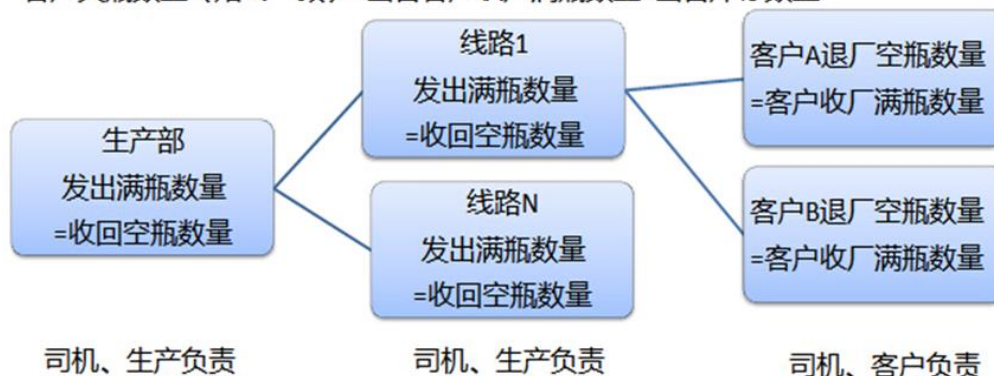 线路1
发出满瓶数量
=收回空瓶数量
客户A退厂空瓶数量
=客户收厂满瓶数量
生产部
发出满瓶数量
=收回空瓶数量
线路N
发出满瓶数量
=收回空瓶数量
客户B退厂空瓶数量
=客户收厂满瓶数量
司机、生产负责
司机、生产负责
司机、客户负责